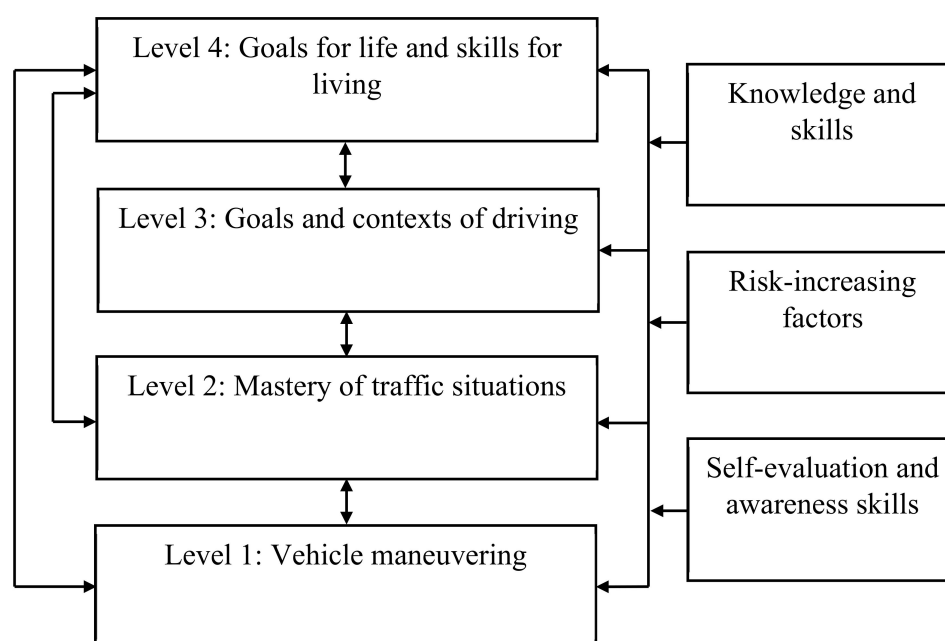 Level 4: Goals for life and skills for
living
Level 3: Goals and contexts of driving
Level 2: Mastery of traffic situations
Level 1: Vehicle maneuvering
Knowledge and
skills
Risk-increasing
factors
Self-evaluation and
awareness skills